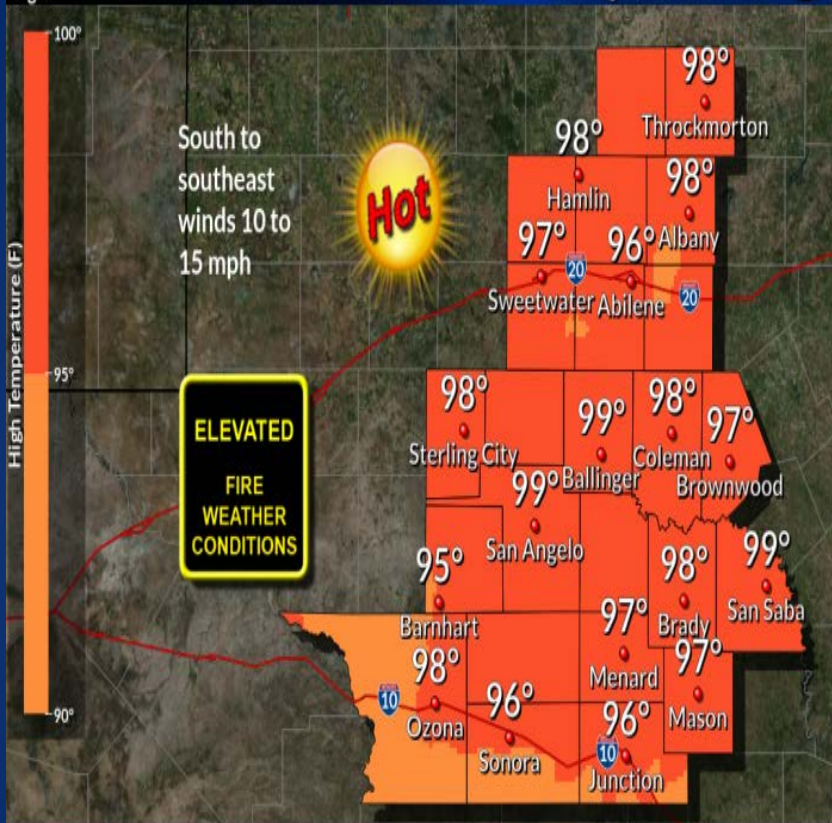 100°
95°
90°
High Temperature (F)
South to
southeast
winds 10 to
15 mph
Hot
ELEVATED
FIRE
WEATHER
CONDITIONS
98°
Throckmorton
98°
Hamlin
98°
Albany
97°
Sweetwater
96°
Abilene
20
20
98°
Sterling City
99°
Ballinger
98°
Coleman
97°
Brownwood
99°
San Angelo
95°
Barnhart
98°
Brady
99°
San Saba
97°
Menard
97°
Mason
98°
Ozona
10
96°
Sonora
96°
10
Junction